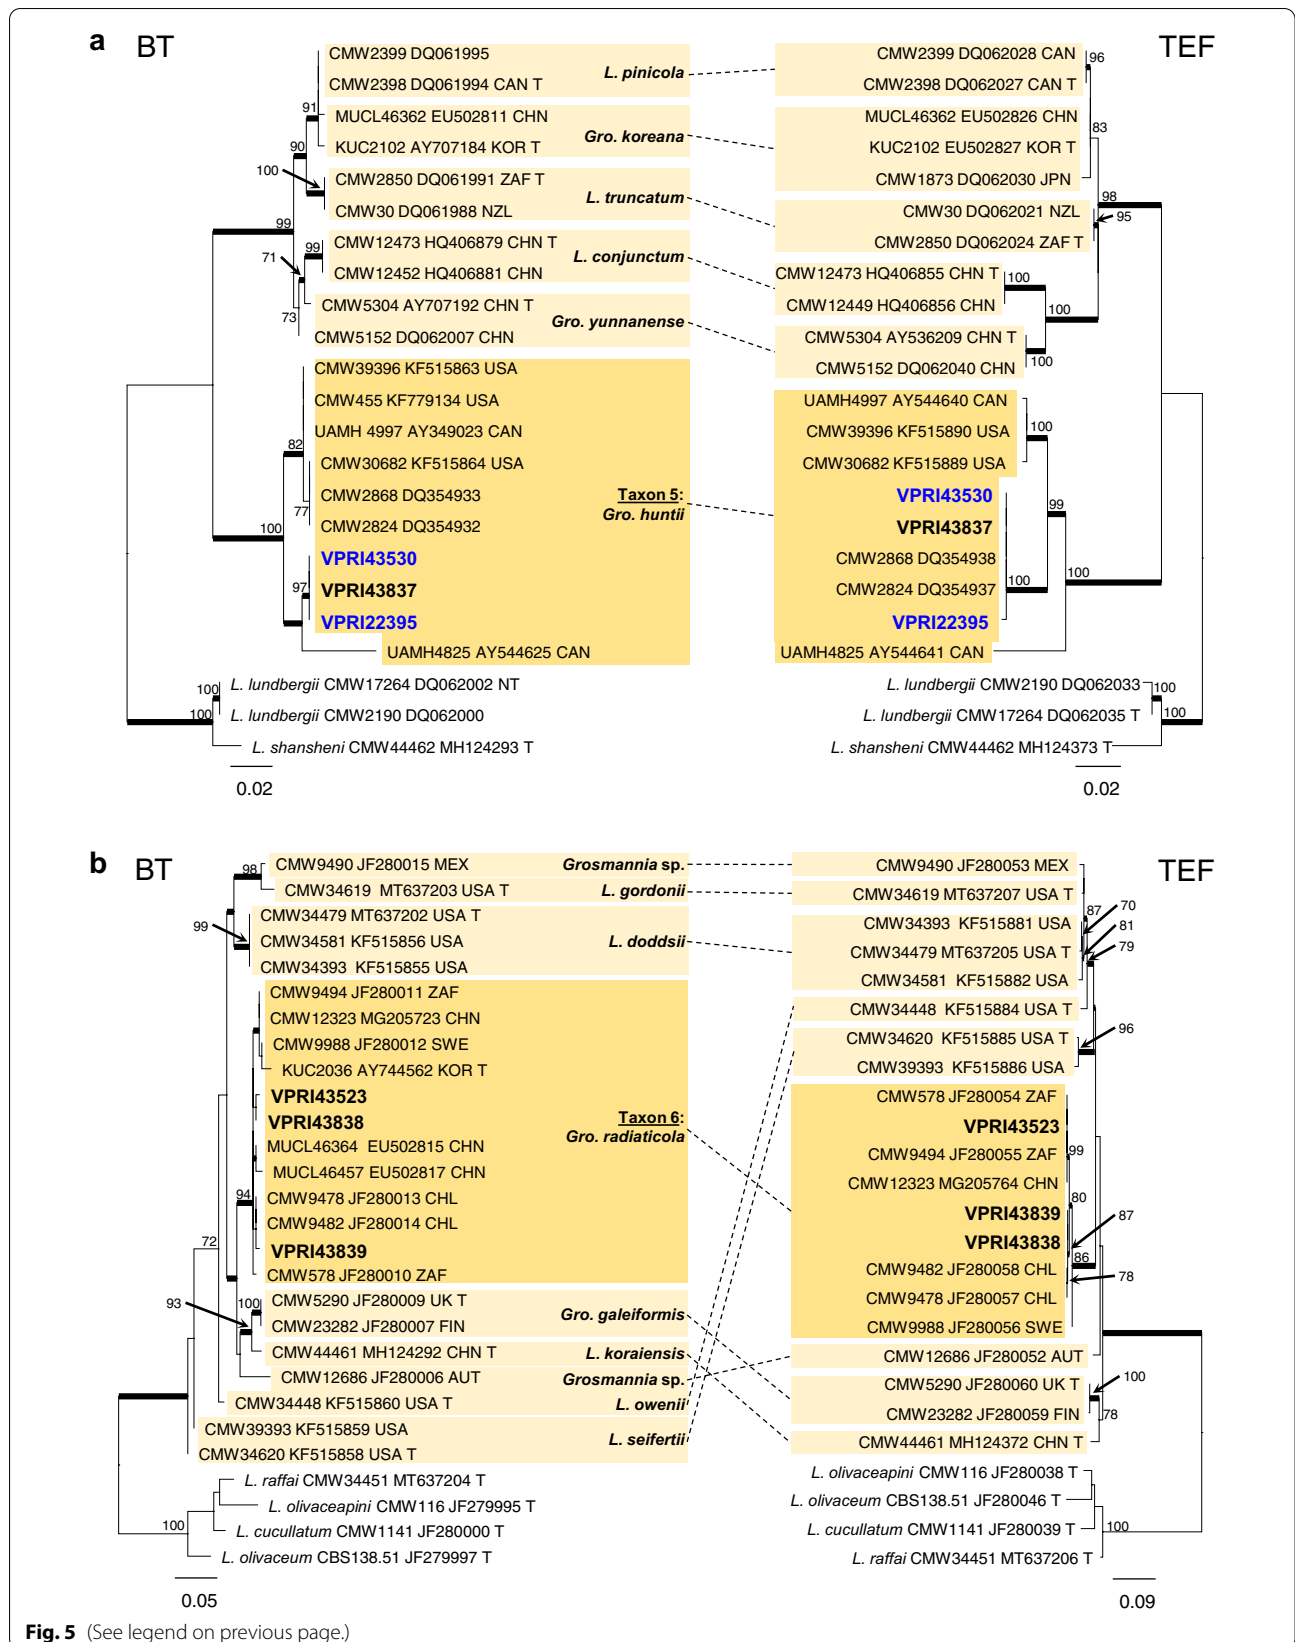 a BT
TEF
CMW2399 DQ061995
CMW2398 DQ061994 CAN T
L. pinicola
CMW2399 DQ062028 CAN
CMW2398 DQ062027 CAN T
96
91
MUCL46362 EU502811 CHN
KUC2102 AY707184 KOR T
Gro. koreana
MUCL46362 EU502826 CHN
KUC2102 EU502827 KOR T
CMW1873 DQ062030 JPN
83
90
100
CMW2850 DQ061991 ZAF T
CMW30 DQ061988 NZL
L. truncatum
CMW30 DQ062021 NZL
CMW2850 DQ062024 ZAF T
98
95
99
99
71
CMW12473 HQ406879 CHN T
CMW12452 HQ406881 CHN
L. conjunctum
CMW12473 HQ406855 CHN T
CMW12449 HQ406856 CHN
100
100
73
CMW5304 AY707192 CHN T
CMW5152 DQ062007 CHN
Gro. yunnanense
CMW5304 AY536209 CHN T
CMW5152 DQ062040 CHN
100
CMW39396 KF515863 USA
CMW455 KF779134 USA
UAMH 4997 AY349023 CAN
CMW30682 KF515864 USA
CMW2868 DQ354933
CMW2824 DQ354932
VPRI43530
VPRI43837
VPRI22395
UAMH4825 AY544625 CAN
82
77
100
97
Taxon 5:
Gro. huntii
UAMH4997 AY544640 CAN
CMW39396 KF515890 USA
CMW30682 KF515889 USA
VPRI43530
VPRI43837
CMW2868 DQ354938
CMW2824 DQ354937
VPRI22395
UAMH4825 AY544641 CAN
100
99
100
100
L. lundbergii CMW17264 DQ062002 NT
L. lundbergii CMW2190 DQ062000
L. shansheni CMW44462 MH124293 T
100
100
L. lundbergii CMW2190 DQ062033
L. lundbergii CMW17264 DQ062035 T
L. shansheni CMW44462 MH124373 T
100
100
0.02
0.02
b BT
TEF
98
CMW9490 JF280015 MEX
Grosmannia sp.
CMW9490 JF280053 MEX
CMW34619 MT637203 USA T
L. gordonii
CMW34619 MT637207 USA T
99
CMW34479 MT637202 USA T
CMW34581 KF515856 USA
CMW34393 KF515855 USA
L. doddsii
CMW34393 KF515881 USA
CMW34479 MT637205 USA T
CMW34581 KF515882 USA
87
70
81
79
CMW34448 KF515884 USA T
CMW34620 KF515885 USA T
CMW39393 KF515886 USA
96
CMW9494 JF280011 ZAF
CMW12323 MG205723 CHN
CMW9988 JF280012 SWE
KUC2036 AY744562 KOR T
VPRI43523
VPRI43838
MUCL46364 EU502815 CHN
MUCL46457 EU502817 CHN
CMW9478 JF280013 CHL
CMW9482 JF280014 CHL
VPRI43839
CMW578 JF280010 ZAF
94
72
Taxon 6:
Gro. radiaticola
CMW578 JF280054 ZAF
VPRI43523
CMW9494 JF280055 ZAF
CMW12323 MG205764 CHN
VPRI43839
VPRI43838
CMW9482 JF280058 CHL
CMW9478 JF280057 CHL
CMW9988 JF280056 SWE
99
80
87
86
78
93
100
CMW5290 JF280009 UK T
CMW23282 JF280007 FIN
Gro. galeiformis
CMW44461 MH124292 CHN T
L. koraiensis
CMW12686 JF280006 AUT
Grosmannia sp.
CMW34448 KF515860 USA T
L. owenii
CMW39393 KF515859 USA
CMW34620 KF515858 USA T
L. seifertii
CMW12686 JF280052 AUT
CMW5290 JF280060 UK T
CMW23282 JF280059 FIN
CMW44461 MH124372 CHN T
100
78
L. raffai CMW34451 MT637204 T
L. olivaceapini CMW116 JF279995 T
L. cucullatum CMW1141 JF280000 T
L. olivaceum CBS138.51 JF279997 T
100
L. olivaceapini CMW116 JF280038 T
L. olivaceum CBS138.51 JF280046 T
L. cucullatum CMW1141 JF280039 T
L. raffai CMW34451 MT637206 T
100
0.05
0.09
Fig. 5 (See legend on previous page.)